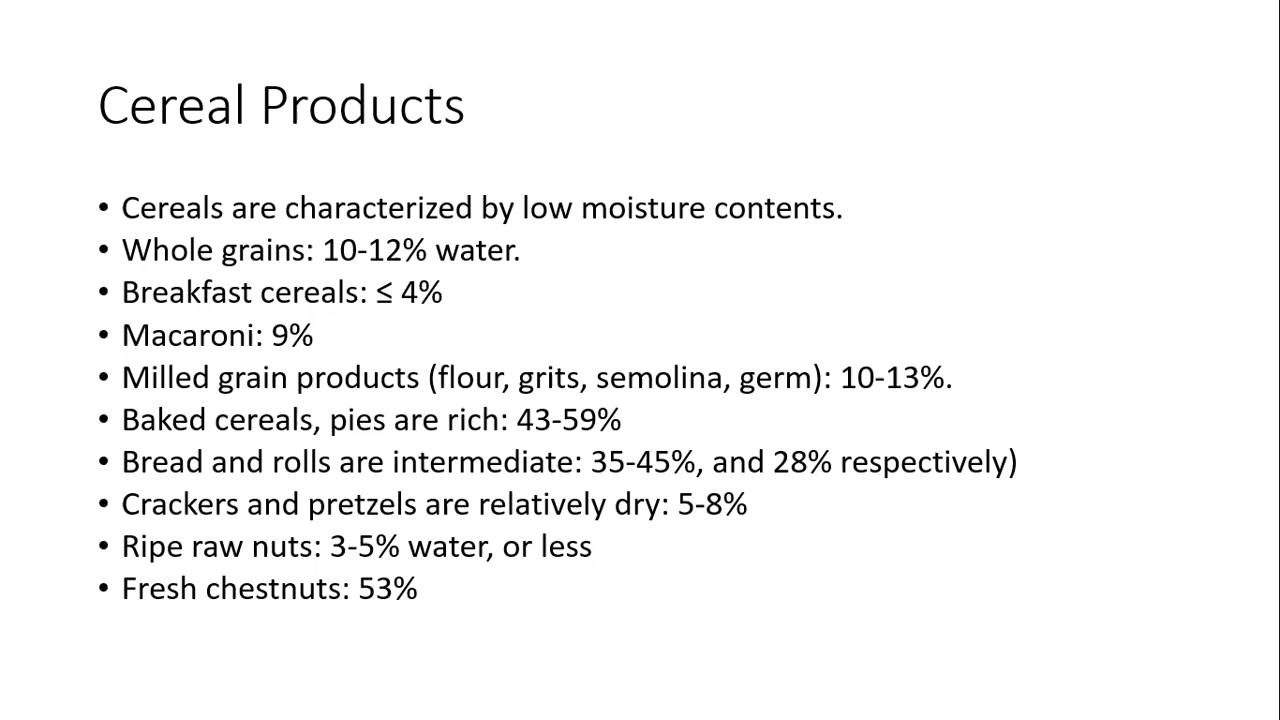 Cereal Products
• Cereals are characterized by low moisture contents.
• Whole grains: 10-12% water.
• Breakfast cereals: ≤ 4%
• Macaroni: 9%
• Milled grain products (flour, grits, semolina, germ): 10-13%.
• Baked cereals, pies are rich: 43-59%
• Bread and rolls are intermediate: 35-45%, and 28% respectively)
• Crackers and pretzels are relatively dry: 5-8%
• Ripe raw nuts: 3-5% water, or less
• Fresh chestnuts: 53%